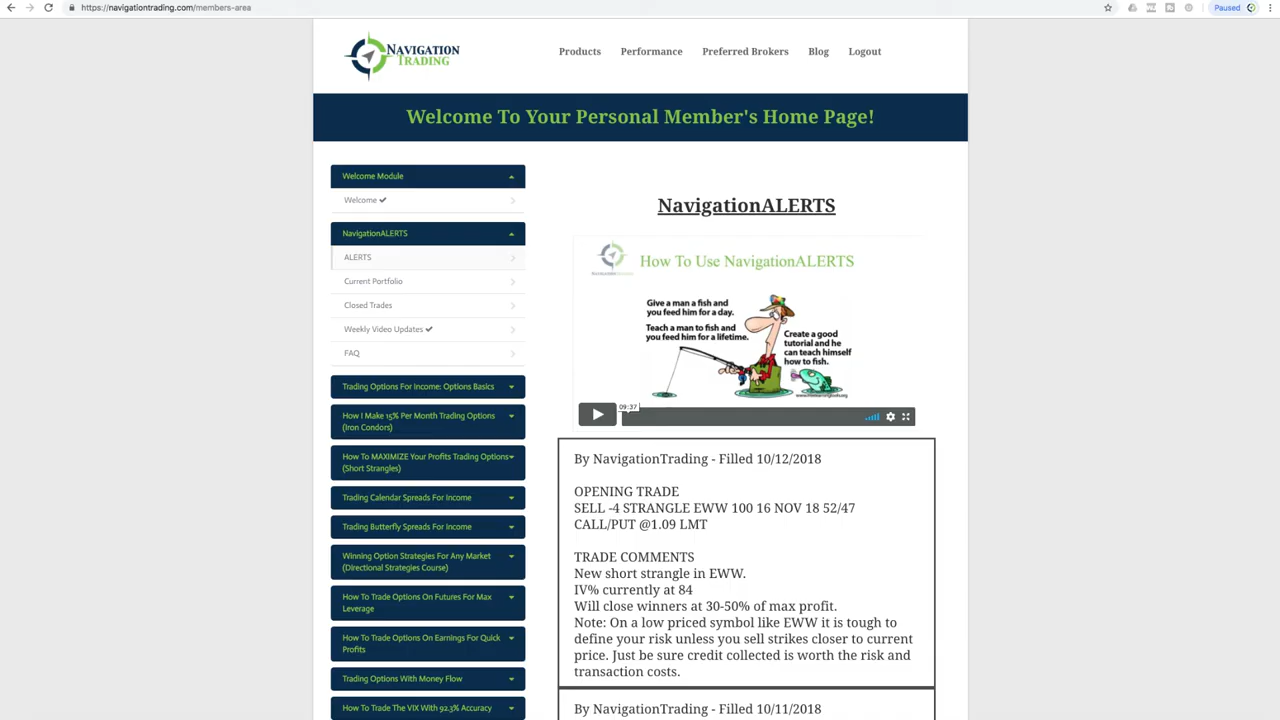 https://navigationtrading.com/members-area
Paused
NAVIGATION
TRADING
Products
Performance
Preferred Brokers
Blog
Logout
Welcome To Your Personal Member's Home Page!
Welcome Module
Welcome
NavigationALERTS
ALERTS
Current Portfolio
Closed Trades
Weekly Video Updates
FAQ
Trading Options For Income: Options Basics
How I Make 15% Per Month Trading Options
(Iron Condors)
How To MAXIMIZE Your Profits Trading Options
(Short Strangles)
Trading Calendar Spreads For Income
Trading Butterfly Spreads For Income
Winning Option Strategies For Any Market
(Directional Strategies Course)
How To Trade Options On Futures For Max
Leverage
How To Trade Options On Earnings For Quick
Profits
Trading Options With Money Flow
How To Trade The VIX With 92.3% Accuracy
NavigationALERTS
How To Use NavigationALERTS
Give a man a fish and
you feed him for a day.
Teach a man to fish and
you feed him for a lifetime.
Create a good
tutorial and he
can teach himself
how to fish.
09:37
By NavigationTrading - Filled 10/12/2018
OPENING TRADE
SELL -4 STRANGLE EWW 100 16 NOV 18 52/47
CALL/PUT @1.09 LMT
TRADE COMMENTS
New short strangle in EWW.
IV% currently at 84
Will close winners at 30-50% of max profit.
Note: On a low priced symbol like EWW it is tough to
define your risk unless you sell strikes closer to current
price. Just be sure credit collected is worth the risk and
transaction costs.
By NavigationTrading - Filled 10/11/2018